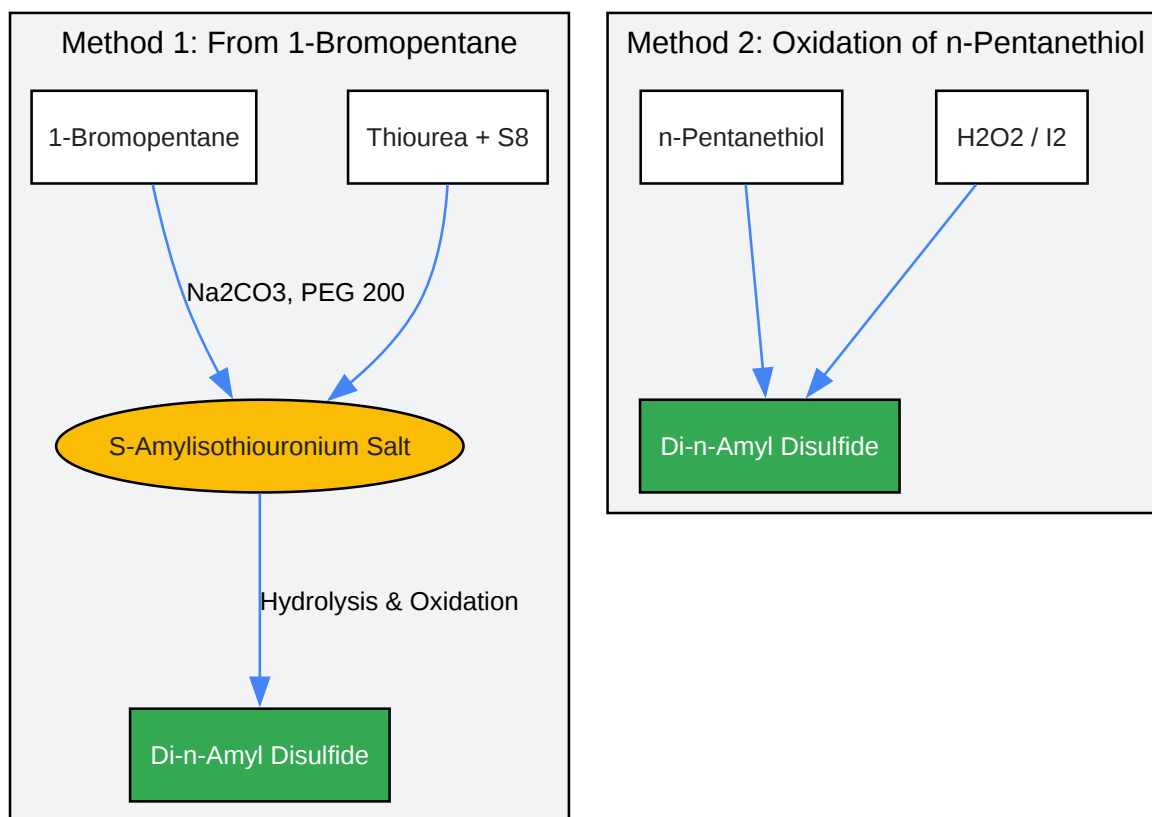 Method 1: From 1-Bromopentane
1-Bromopentane
Thiourea + S8
Na2CO3, PEG 200
S-Amylisothiouronium Salt
Hydrolysis & Oxidation
Di-n-Amyl Disulfide
Method 2: Oxidation of n-Pentanethiol
n-Pentanethiol
H2O2 / I2
Di-n-Amyl Disulfide